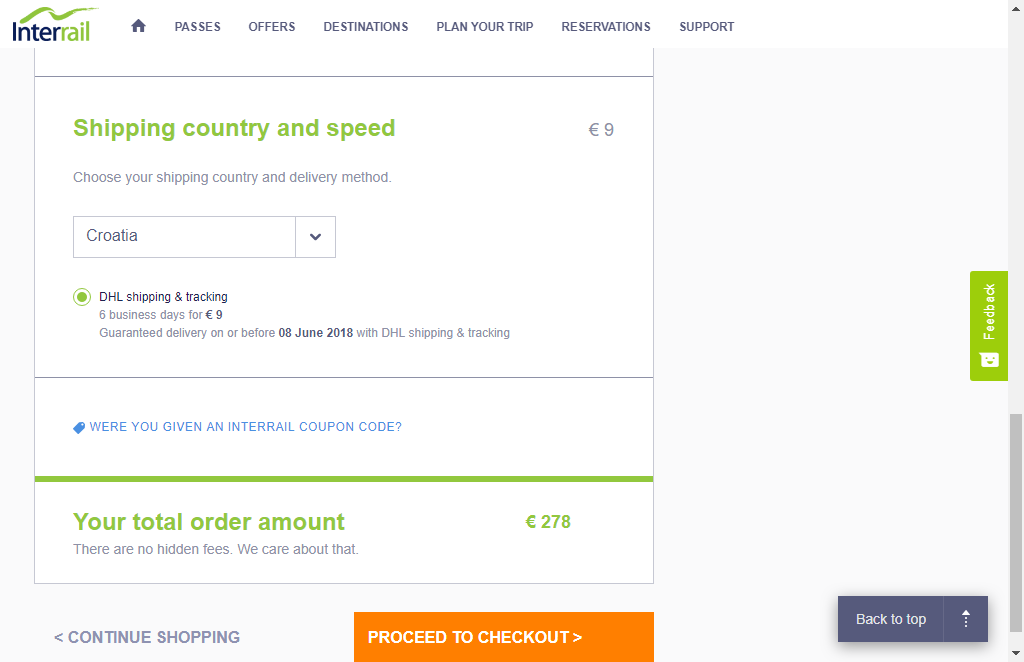 Interrail
PASSES
OFFERS
DESTINATIONS
PLAN YOUR TRIP
RESERVATIONS
SUPPORT
Shipping country and speed
€ 9
Choose your shipping country and delivery method.
Croatia
DHL shipping & tracking
6 business days for € 9
Guaranteed delivery on or before 08 June 2018 with DHL shipping & tracking
Feedback
WERE YOU GIVEN AN INTERRAIL COUPON CODE?
Your total order amount
€ 278
There are no hidden fees. We care about that.
< CONTINUE SHOPPING
PROCEED TO CHECKOUT >
Back to top